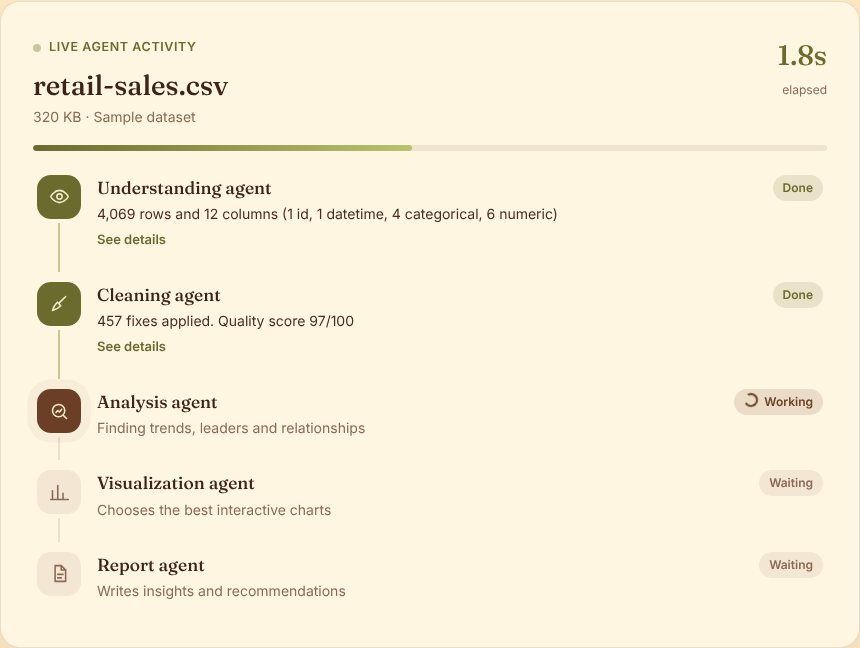 LIVE AGENT ACTIVITY
1.8s
retail-sales.csv
elapsed
320 KB · Sample dataset
Understanding agent
Done
4,069 rows and 12 columns (1 id, 1 datetime, 4 categorical, 6 numeric)
See details
Cleaning agent
Done
457 fixes applied. Quality score 97/100
See details
Analysis agent
Working
Finding trends, leaders and relationships
Visualization agent
Waiting
Chooses the best interactive charts
Report agent
Waiting
Writes insights and recommendations